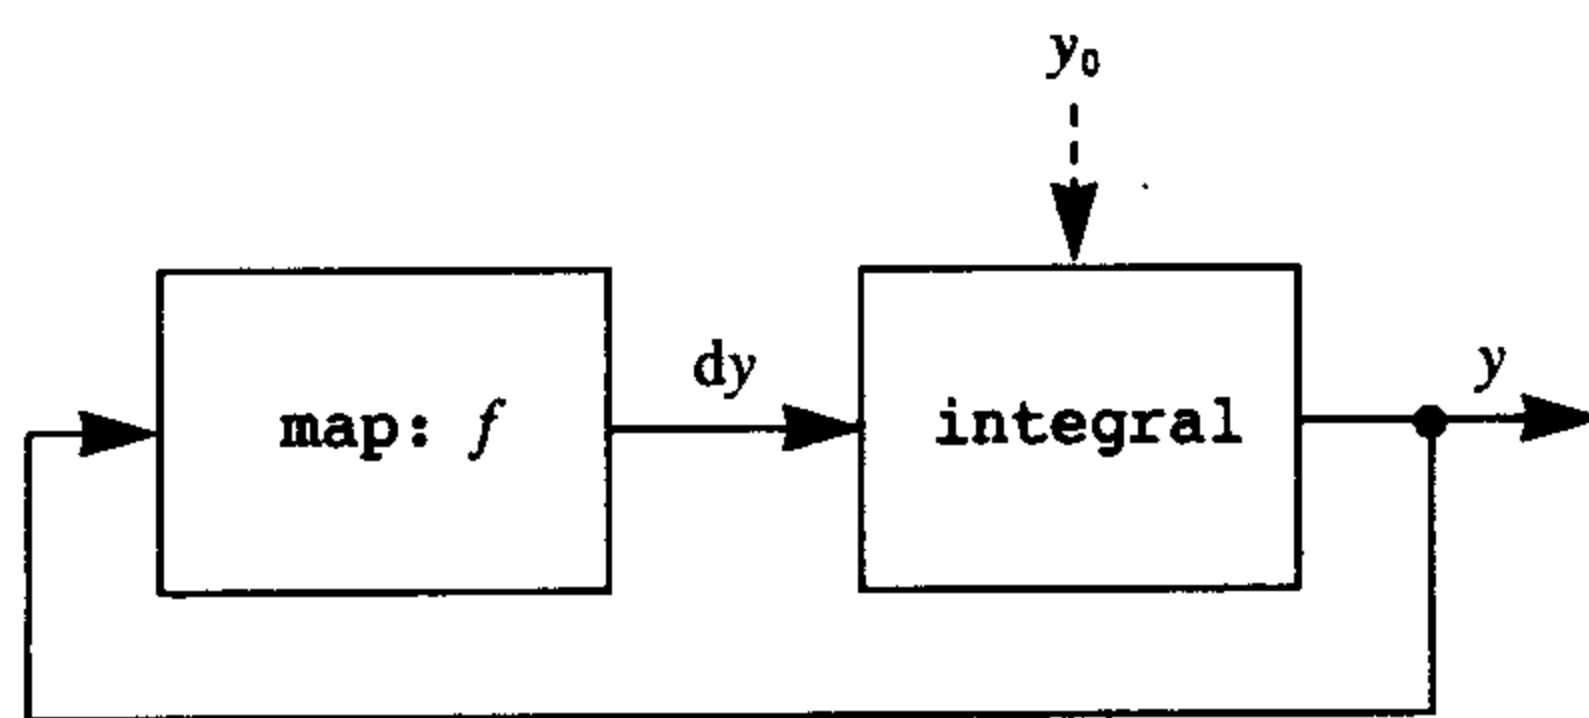 y₀
map: f
dy
integral
y